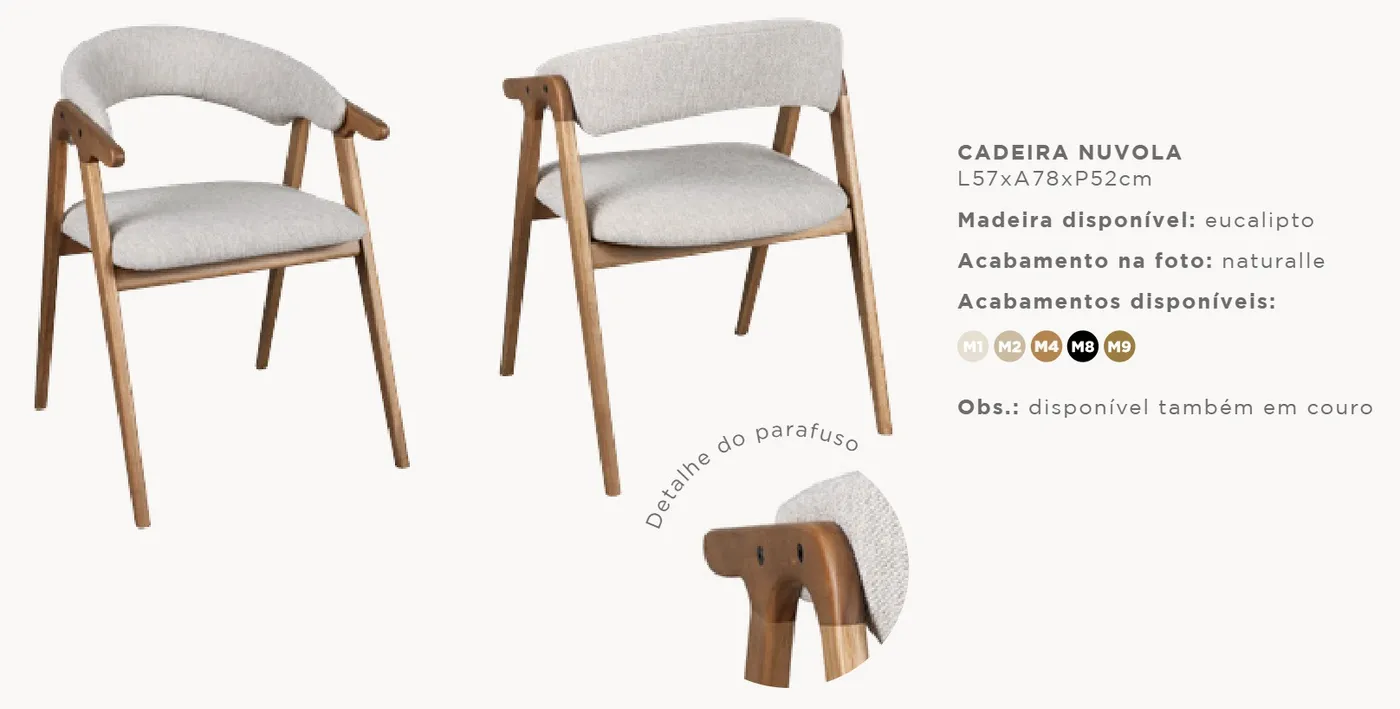 CADEIRA NUVOLA
L57xA78xP52cm
Madeira disponível: eucalipto
Acabamento na foto: naturalle
Acabamentos disponíveis:
M1 M2 M4 M8 M9
Obs.: disponível também em couro
Detalhe do parafuso